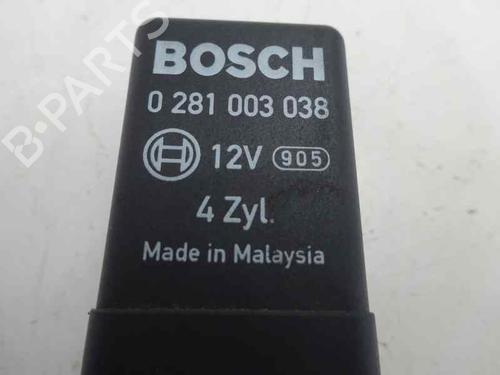 B-PARTS
BOSCH
0 281 003 038
12V 905
4 Zyl.
Made in Malaysia